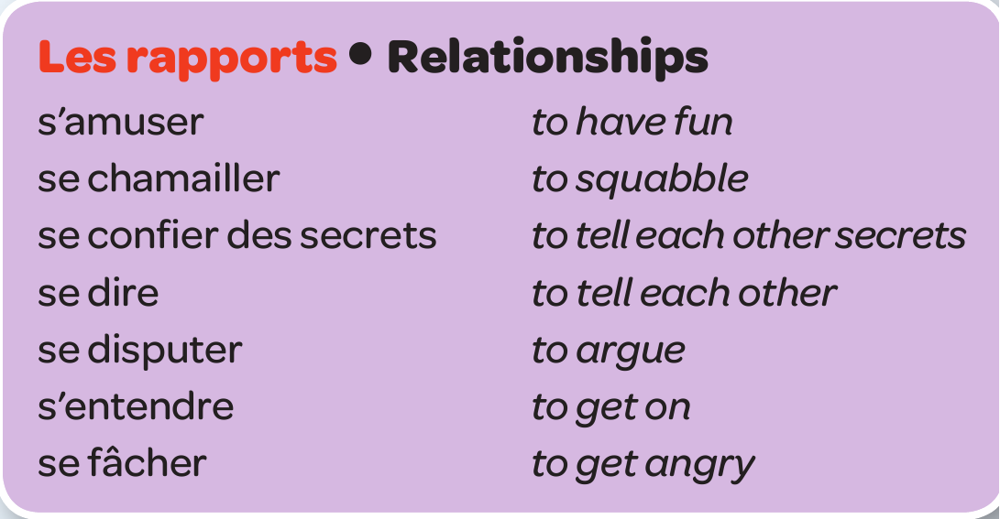 Les rapports • Relationships
s'amuser to have fun
se chamailler to squabble
se confier des secrets to tell each other secrets
se dire to tell each other
se disputer to argue
s'entendre to get on
se fâcher to get angry